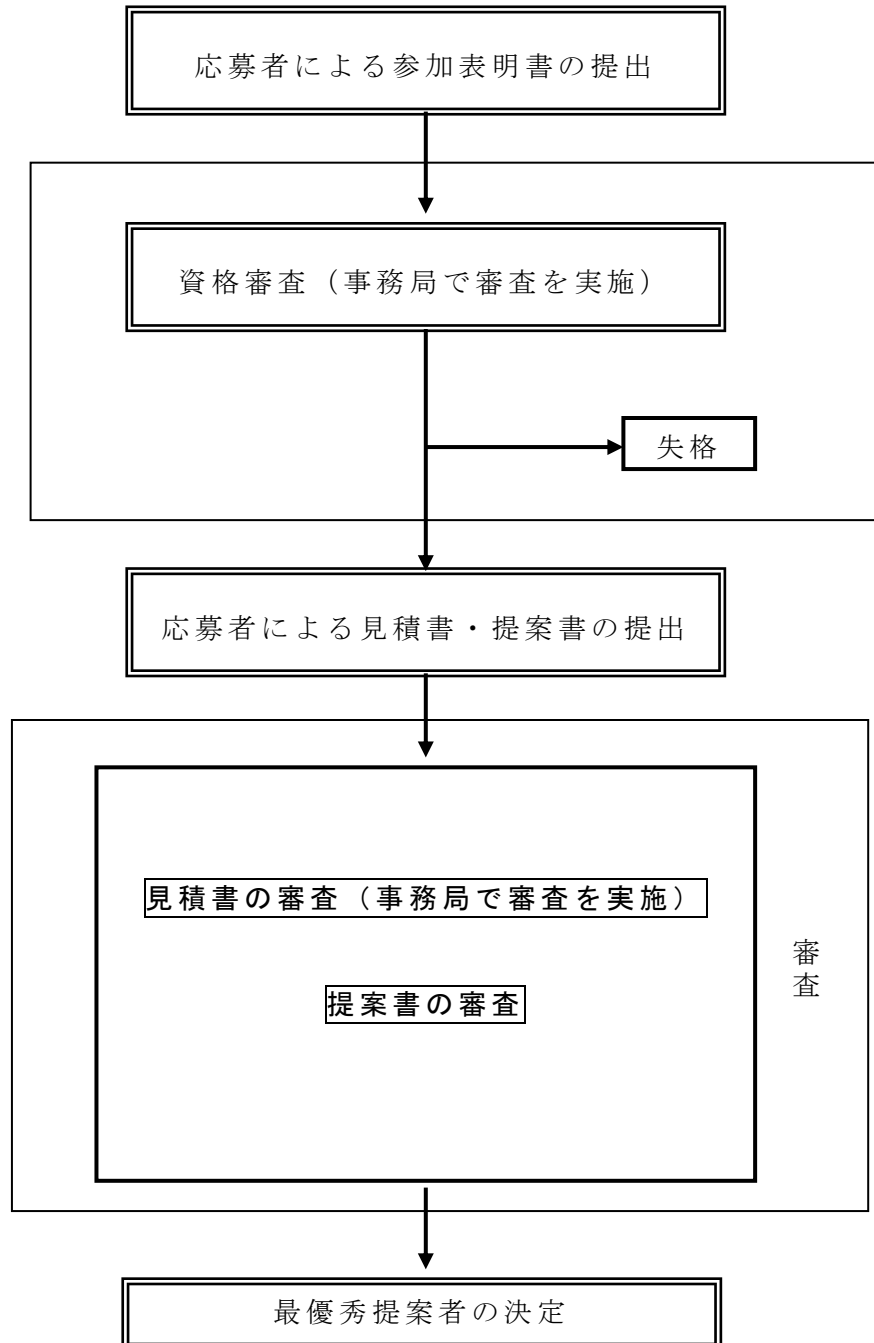 応募者による参加表明書の提出
資格審査（事務局で審査を実施）
失格
応募者による見積書・提案書の提出
見積書の審査（事務局で審査を実施）
提案書の審査
審査
最優秀提案者の決定